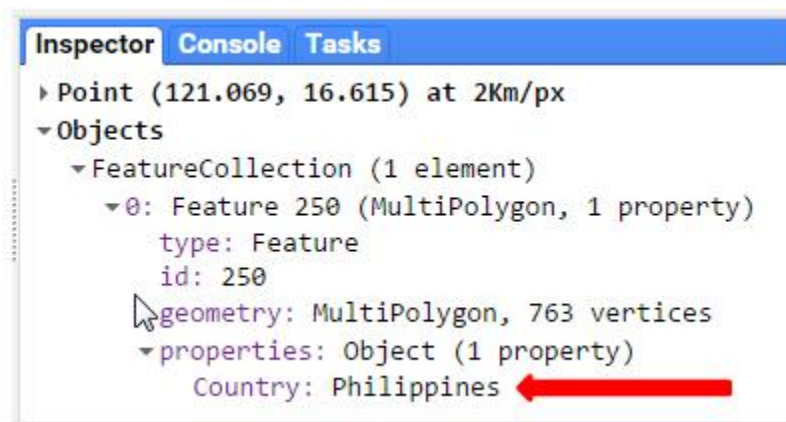 Inspector Console Tasks
Point (121.069, 16.615) at 2Km/px
Objects
FeatureCollection (1 element)
0: Feature 250 (MultiPolygon, 1 property)
type: Feature
id: 250
geometry: MultiPolygon, 763 vertices
properties: Object (1 property)
Country: Philippines